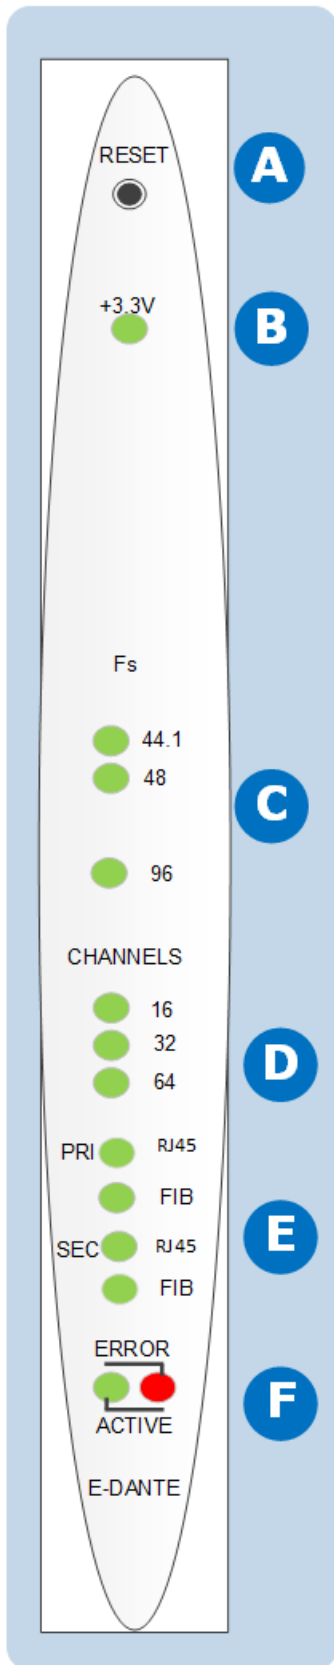 RESET
A
+3.3V
B
Fs
44.1
48
C
96
CHANNELS
16
32
D
64
PRI RJ45
FIB
E
SEC RJ45
FIB
ERROR
F
ACTIVE
E-DANTE